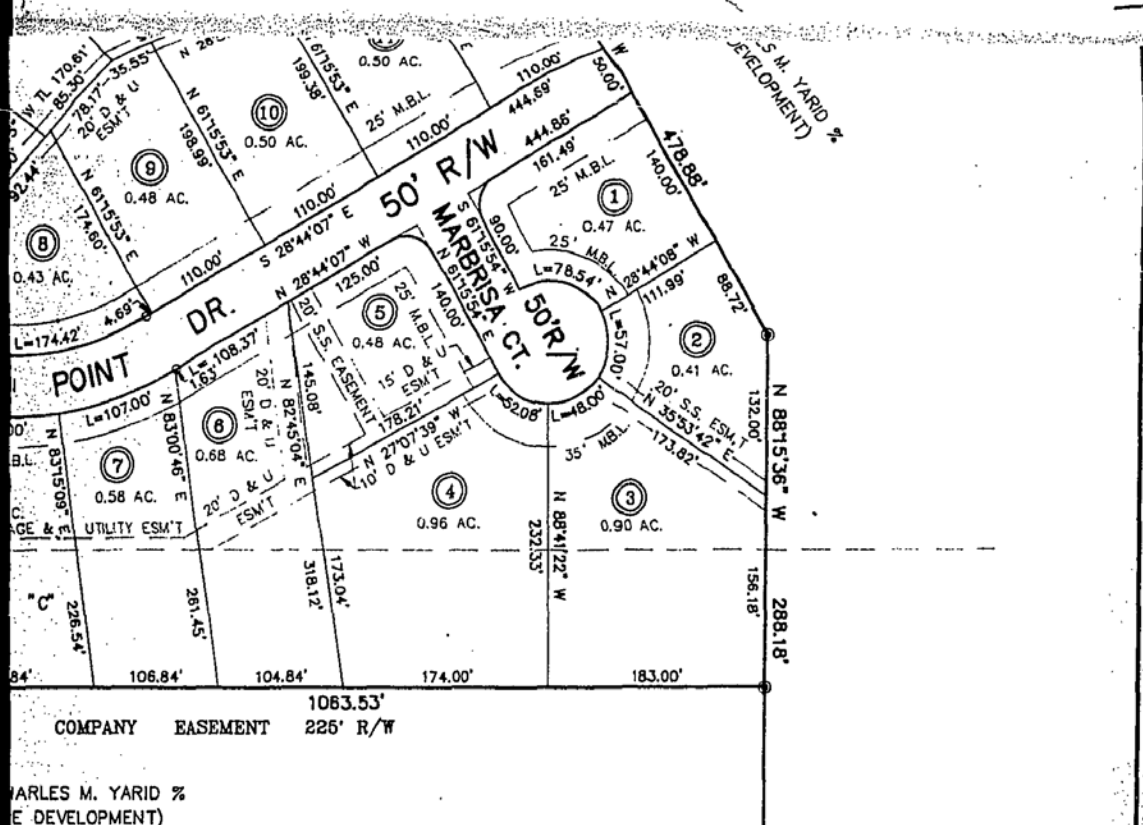 W TL 170.61'
85.30'
78.17'
35.55'
20' D & U
ESM'T
92.44'
N 28°
61°15'53" E
199.38'
0.50 AC.
110.00'
W
50.00'
S M. YARID %
DEVELOPMENT)
N 61°15'53" E
198.99'
10
0.50 AC.
25' M.B.L.
110.00'
444.69'
444.86'
161.49'
25' M.B.L.
478.88'
140.00'
9
0.48 AC.
N 61°15'53" E
174.60'
110.00'
50' R/W
1
0.47 AC.
8
0.43 AC.
S 28°44'07" E
S 61°15'54" W
90.00'
MARBRISA CT.
50'R/W
25' M.B.L.
L=78.54'
N 28°44'08" W
111.99'
88.72'
110.00'
4.69'
N 28°44'07" W
125.00'
N 61°15'54" E
140.00'
L=174.42'
POINT DR.
L=108.37'
1.63'
20' S.S. EASEMENT
25' M.B.L.
5
0.48 AC.
15' D & U
ESM'T
L=57.00'
2
0.41 AC.
L=107.00'
N 83°00'46" E
20' D & U
ESM'T
N 82°45'04" E
145.08'
178.21'
N 27°07'39" W
10' D & U ESM'T
L=52.08'
L=48.00'
35' M.B.L.
20' S.S. ESM'T
N 35°53'42" E
173.82'
132.00'
N 88°15'36" W
288.18'
156.18'
00'
B.L.
N 83°15'09" E
7
0.58 AC.
6
0.68 AC.
20' D & U
ESM'T
4
0.96 AC.
N 88°41'22" W
232.33'
3
0.90 AC.
C.
AGE & UTILITY ESM'T
"C"
226.54'
261.45'
318.12'
173.04'
84'
106.84'
104.84'
174.00'
183.00'
1063.53'
COMPANY EASEMENT 225' R/W
HARLES M. YARID %
E DEVELOPMENT)